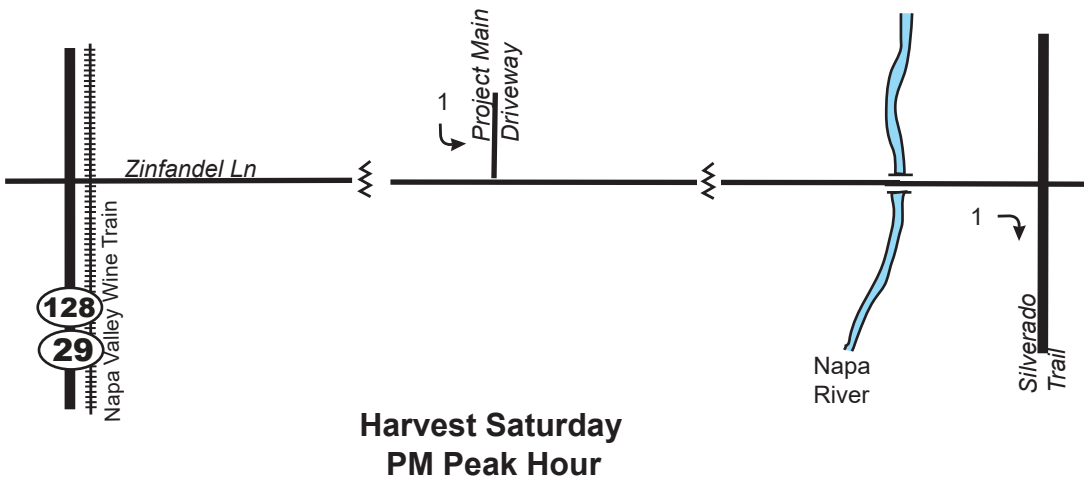 Project Main
Driveway
1
Zinfandel Ln
Napa Valley Wine Train
128
29
1
Napa
River
Silverado
Trail
Harvest Saturday
PM Peak Hour